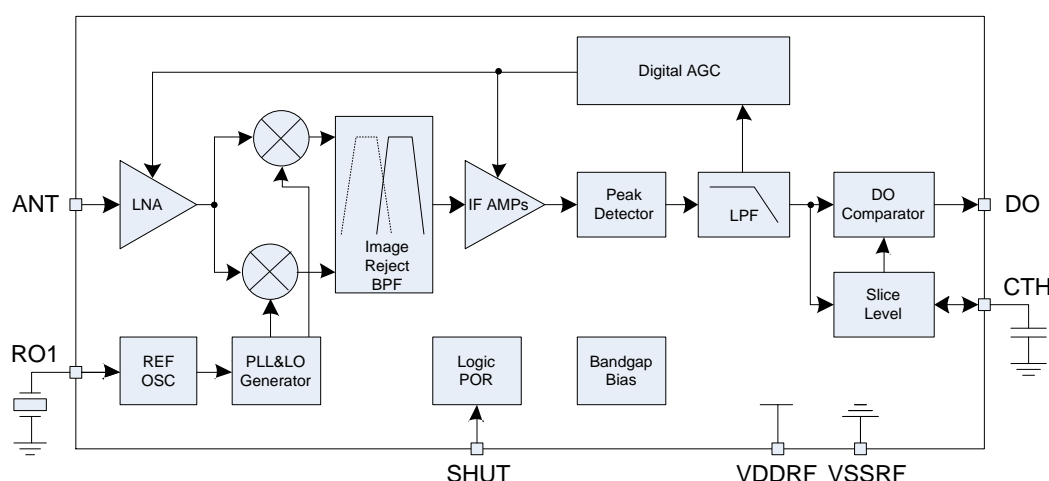 Digital AGC
ANT
LNA
Image
Reject
BPF
IF AMPs
Peak
Detector
LPF
DO
Comparator
DO
Slice
Level
CTH
RO1
REF
OSC
PLL&LO
Generator
Logic
POR
Bandgap
Bias
SHUT
VDDRF
VSSRF